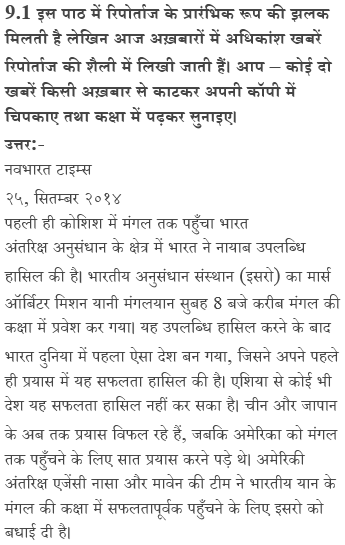 9.1 इस पाठ में रिपोर्ताज के प्रारंभिक रूप की झलक
मिलती है लेकिन आज अख़बारों में अधिकांश खबरें
रिपोर्ताज की शैली में लिखी जाती हैं। आप – कोई दो
खबरें किसी अख़बार से काटकर अपनी कॉपी में
चिपकाए तथा कक्षा में पढ़कर सुनाइए।
उत्तर:-
नवभारत टाइम्स
२५, सितम्बर २०१४
पहली ही कोशिश में मंगल तक पहुँचा भारत
अंतरिक्ष अनुसंधान के क्षेत्र में भारत ने नायाब उपलब्धि
हासिल की है। भारतीय अनुसंधान संस्थान (इसरो) का मार्स
ऑर्बिटर मिशन यानी मंगलयान सुबह 8 बजे करीब मंगल की
कक्षा में प्रवेश कर गया। यह उपलब्धि हासिल करने के बाद
भारत दुनिया में पहला ऐसा देश बन गया, जिसने अपने पहले
ही प्रयास में यह सफलता हासिल की है। एशिया से कोई भी
देश यह सफलता हासिल नहीं कर सका है। चीन और जापान
के अब तक प्रयास विफल रहे हैं, जबकि अमेरिका को मंगल
तक पहुँचने के लिए सात प्रयास करने पड़े थे। अमेरिकी
अंतरिक्ष एजेंसी नासा और मावेन की टीम ने भारतीय यान के
मंगल की कक्षा में सफलतापूर्वक पहुँचने के लिए इसरो को
बधाई दी है।